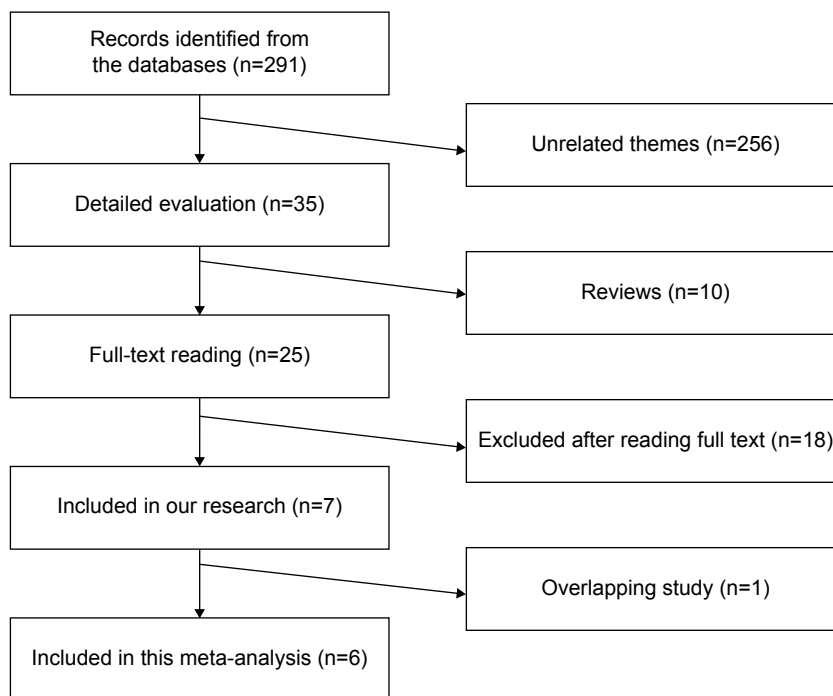 Records identified from
the databases (n=291)
Unrelated themes (n=256)
Detailed evaluation (n=35)
Reviews (n=10)
Full-text reading (n=25)
Excluded after reading full text (n=18)
Included in our research (n=7)
Overlapping study (n=1)
Included in this meta-analysis (n=6)